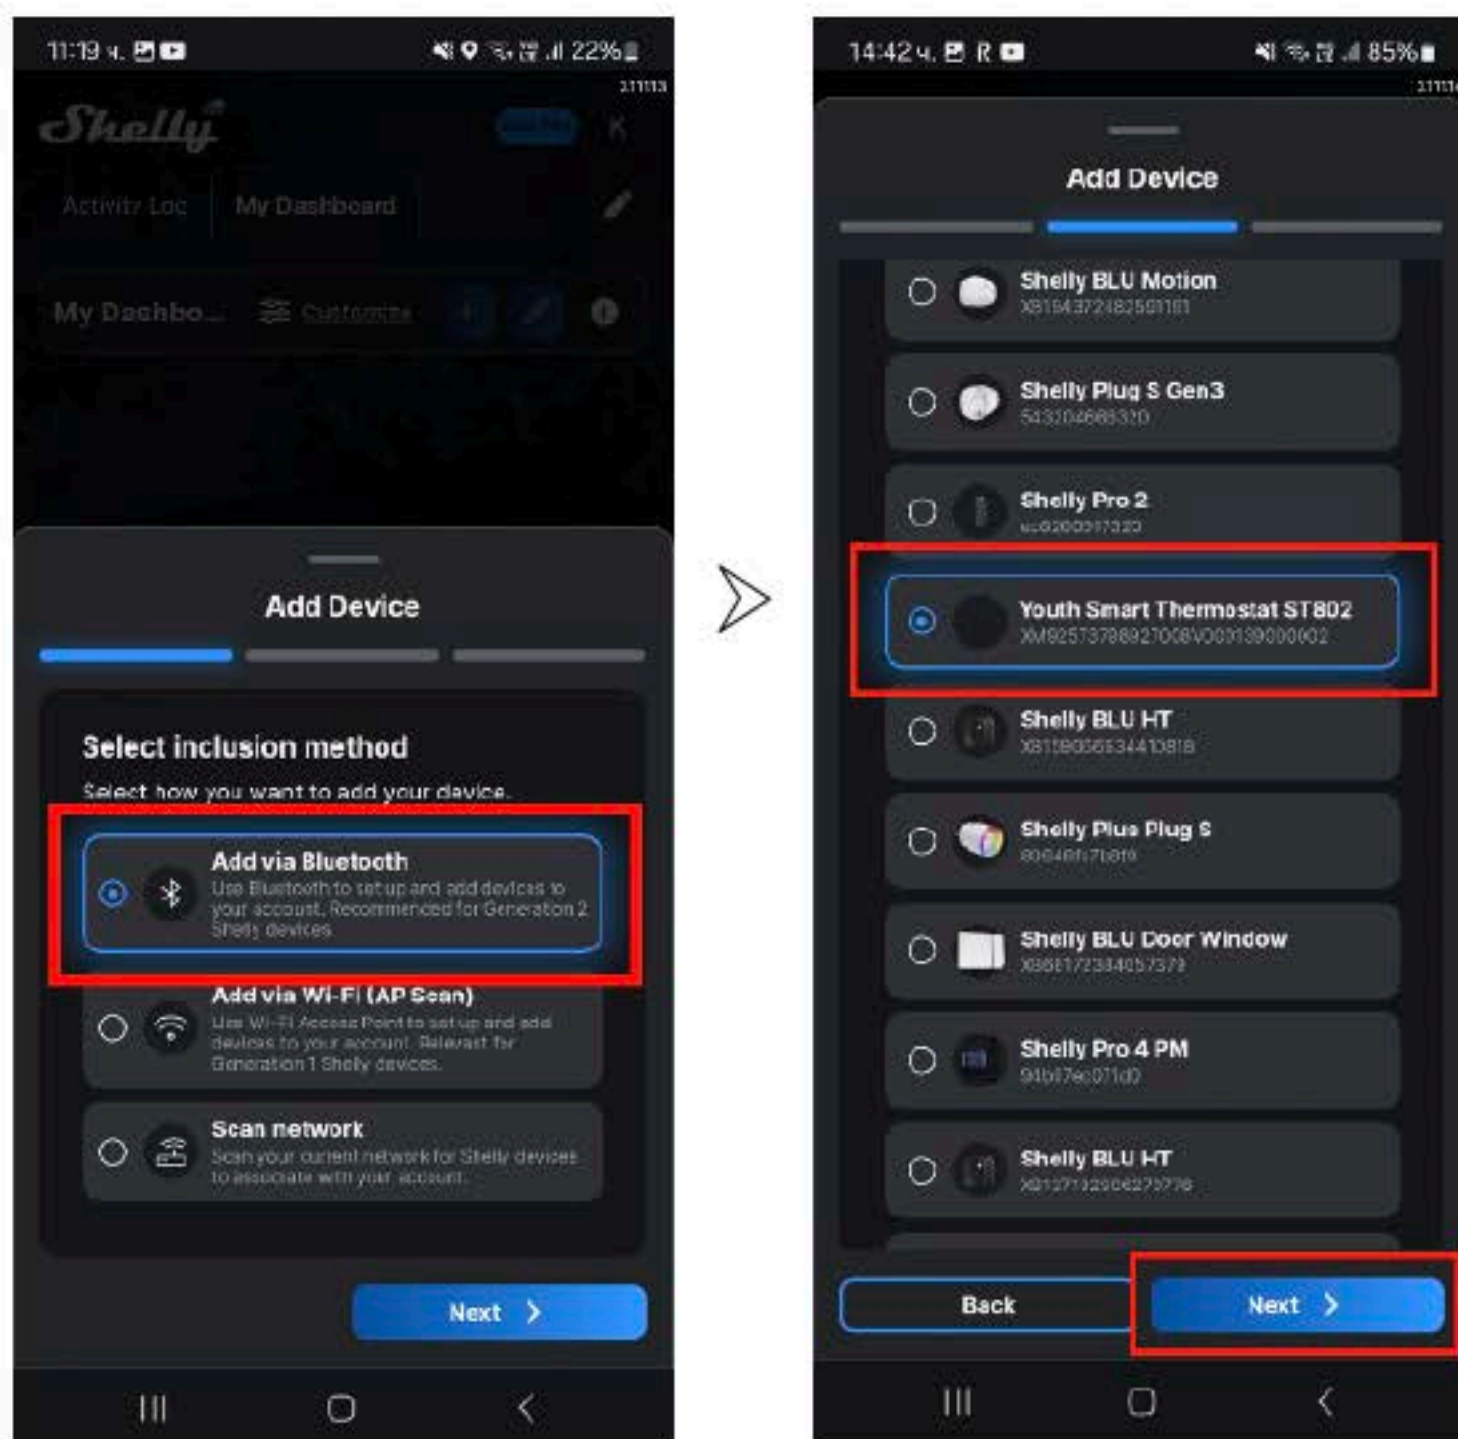 11:19 ч.
22%
Shelly
Activity Log
My Dashboard
My Dashbo...
Customize
Add Device
Select inclusion method
Select how you want to add your device.
Add via Bluetooth
Use Bluetooth to set up and add devices to
your account. Recommended for Generation 2
Shelly devices
Add via Wi-Fi (AP Scan)
Use Wi-Fi Access Point to set up and add
devices to your account. Relevant for
Generation 1 Shelly devices.
Scan network
Scan your current network for Shelly devices
to associate with your account.
Next
14:42 ч.
R
85%
Add Device
Shelly BLU Motion
Shelly Plug S Gen3
Shelly Pro 2
Youth Smart Thermostat ST802
Shelly BLU HT
Shelly Plus Plug S
Shelly BLU Door Window
Shelly Pro 4 PM
Shelly BLU HT
Back
Next